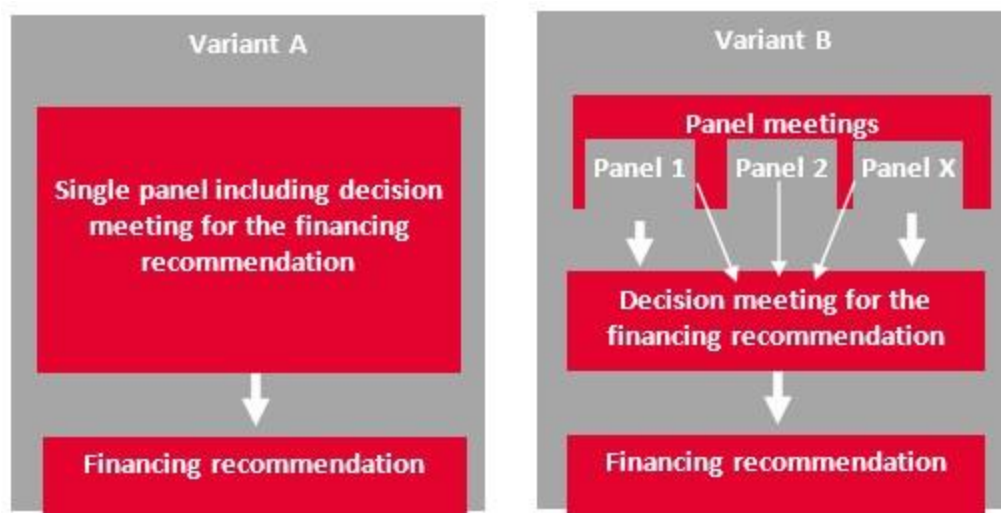 Variant A
Single panel including decision
meeting for the financing
recommendation
Financing recommendation
Variant B
Panel meetings
Panel 1
Panel 2
Panel X
Decision meeting for the
financing recommendation
Financing recommendation